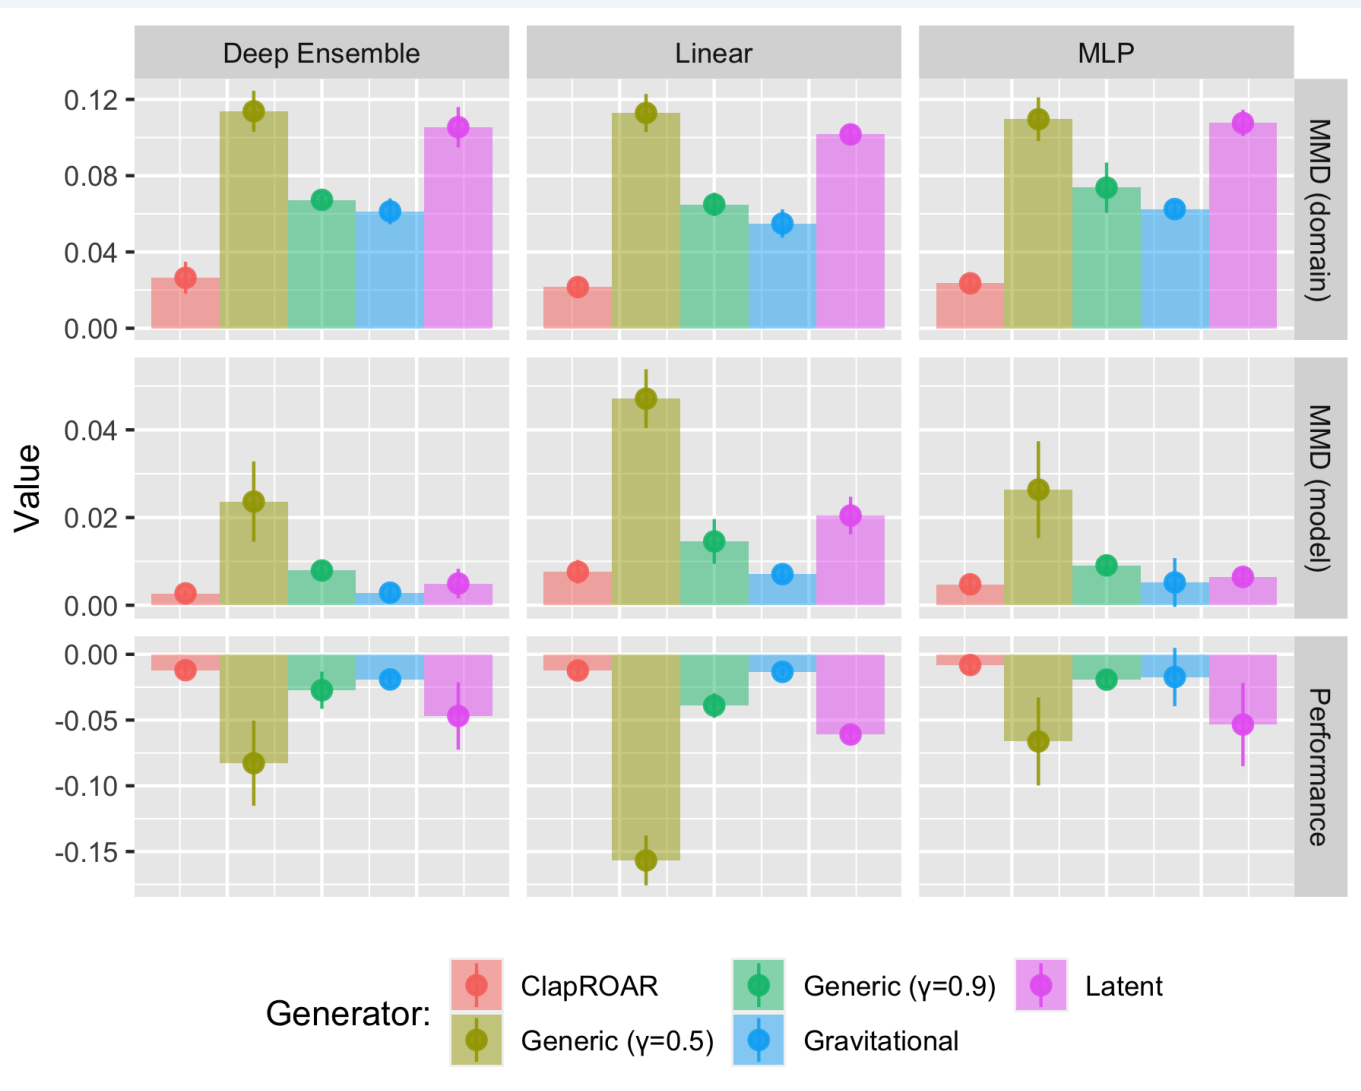 Deep Ensemble
Linear
MLP
0.12
0.08
0.04
0.00
MMD (domain)
0.04
0.02
0.00
MMD (model)
Value
0.00
-0.05
-0.10
-0.15
Performance
Generator:
ClapROAR
Generic (γ=0.9)
Latent
Generic (γ=0.5)
Gravitational